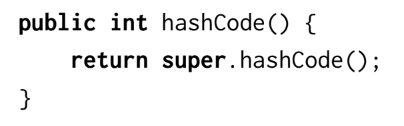 public int hashCode() {
    return super.hashCode();
}